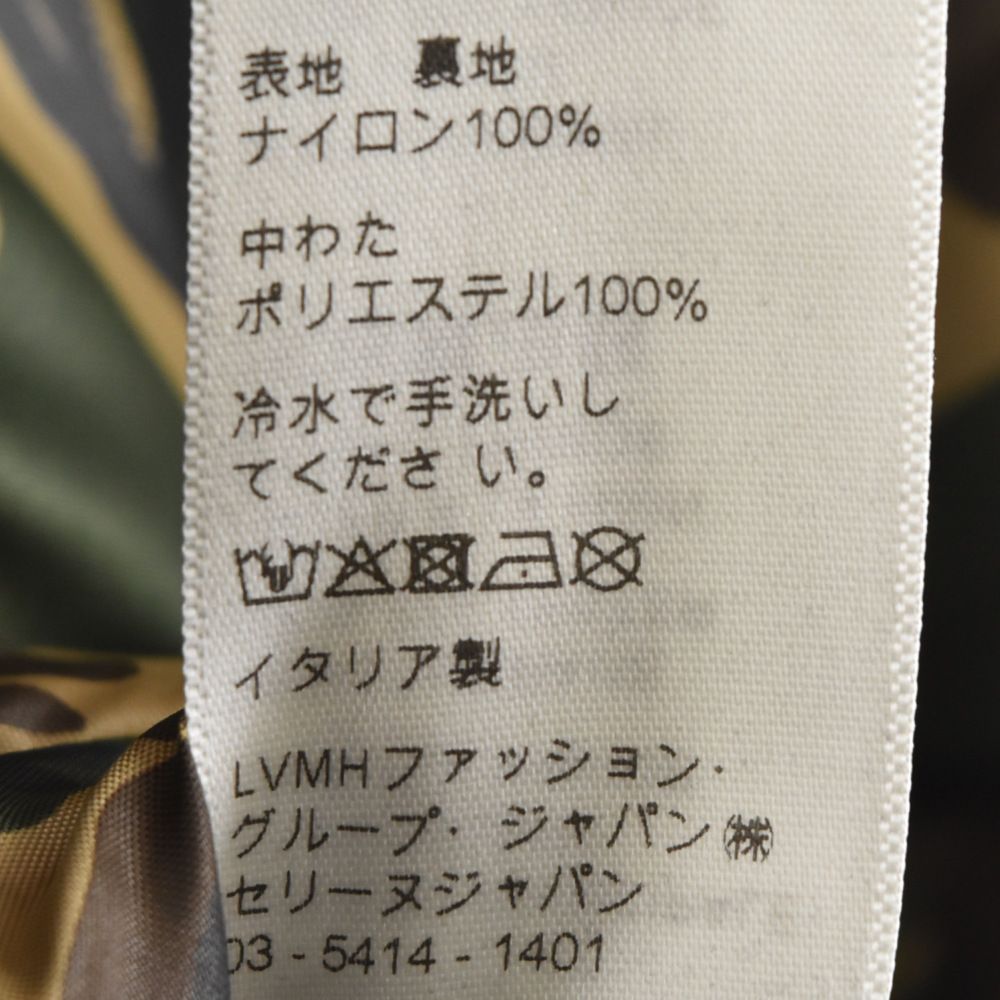 表地　裏地
ナイロン100%
中わた
ポリエステル100%
冷水で手洗いし
てください。
イタリア製
LVMHファッション・
グループ・ジャパン㈱
セリーヌジャパン
03-5414-1401